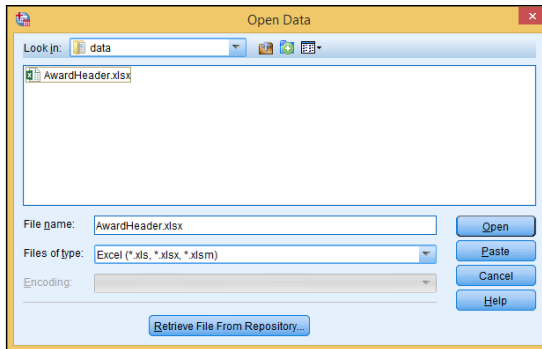 Open Data
Look in: data
AwardHeader.xlsx
File name: AwardHeader.xlsx
Open
Files of type: Excel (*.xls, *.xlsx, *.xlsm)
Paste
Encoding:
Cancel
Help
Retrieve File From Repository...